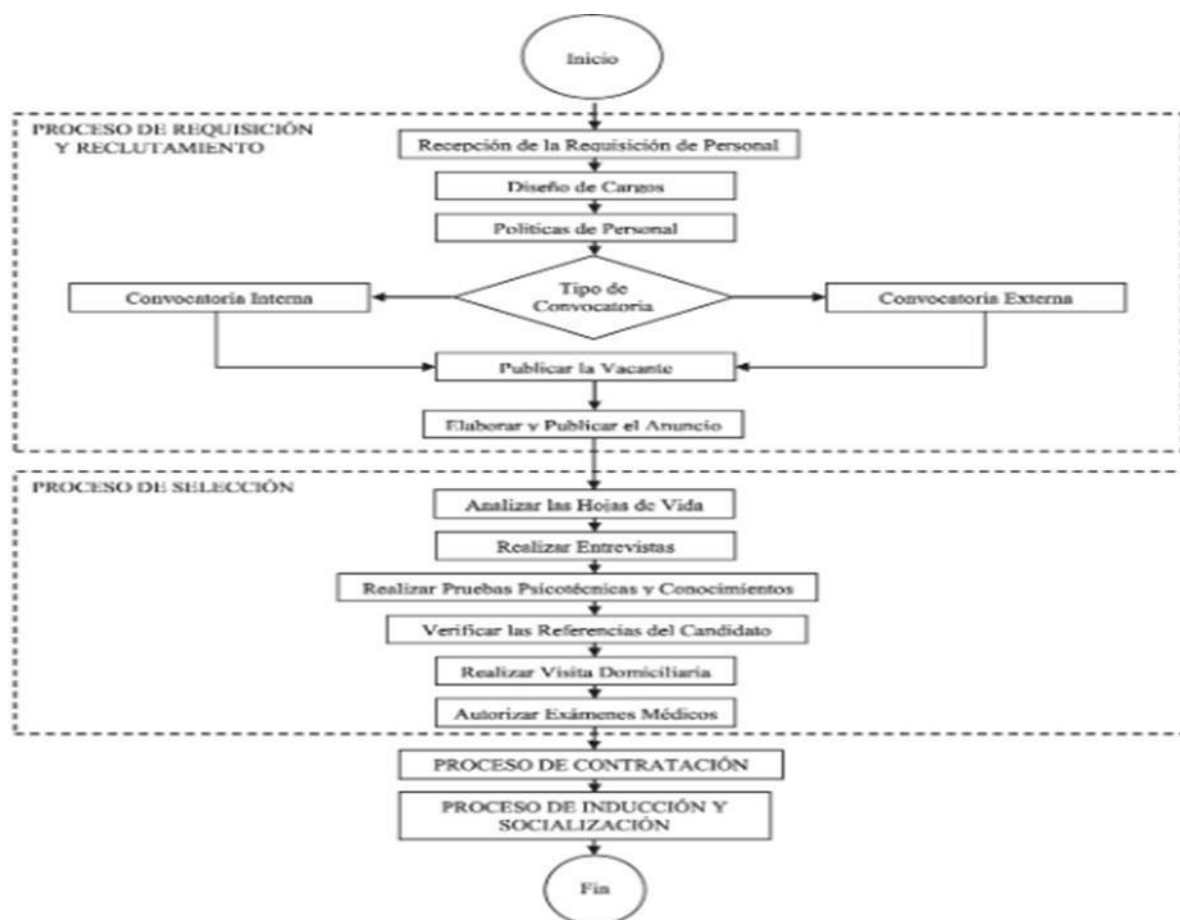 Inicio
PROCESO DE REQUISICIÓN
Y RECLUTAMIENTO
Recepción de la Requisición de Personal
Diseño de Cargos
Políticas de Personal
Tipo de
Convocatoria
Convocatoria Interna
Convocatoria Externa
Publicar la Vacante
Elaborar y Publicar el Anuncio
PROCESO DE SELECCIÓN
Analizar las Hojas de Vida
Realizar Entrevistas
Realizar Pruebas Psicotécnicas y Conocimientos
Verificar las Referencias del Candidato
Realizar Visita Domiciliaria
Autorizar Exámenes Médicos
PROCESO DE CONTRATACIÓN
PROCESO DE INDUCCIÓN Y
SOCIALIZACIÓN
Fin